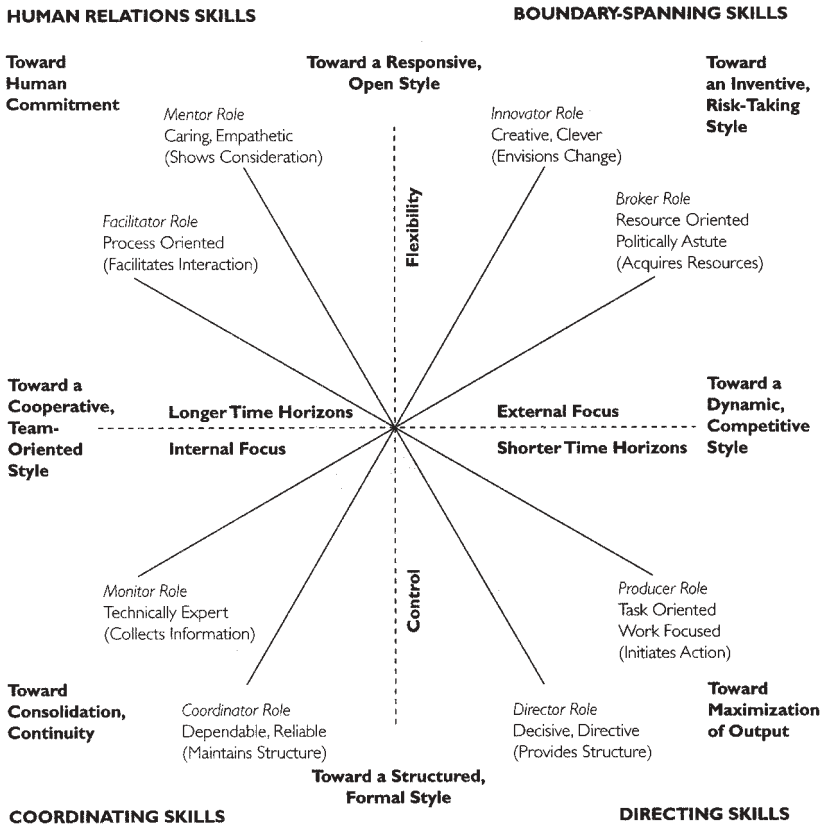 HUMAN RELATIONS SKILLS
BOUNDARY-SPANNING SKILLS
Toward
Human
Commitment
Toward a Responsive,
Open Style
Toward
an Inventive,
Risk-Taking
Style
Mentor Role
Caring, Empathetic
(Shows Consideration)
Innovator Role
Creative, Clever
(Envisions Change)
Facilitator Role
Process Oriented
(Facilitates Interaction)
Flexibility
Broker Role
Resource Oriented
Politically Astute
(Acquires Resources)
Toward a
Cooperative,
Team-
Oriented
Style
Longer Time Horizons
Internal Focus
External Focus
Shorter Time Horizons
Toward a
Dynamic,
Competitive
Style
Monitor Role
Technically Expert
(Collects Information)
Control
Producer Role
Task Oriented
Work Focused
(Initiates Action)
Toward
Consolidation,
Continuity
Coordinator Role
Dependable, Reliable
(Maintains Structure)
Director Role
Decisive, Directive
(Provides Structure)
Toward
Maximization
of Output
Toward a Structured,
Formal Style
COORDINATING SKILLS
DIRECTING SKILLS